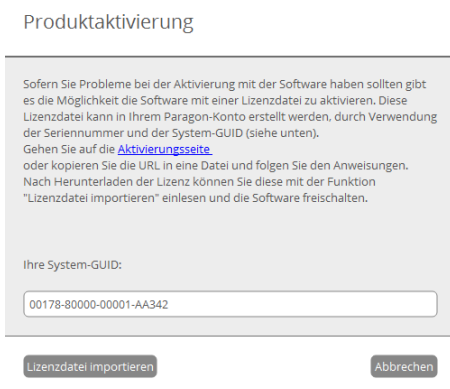 Produktaktivierung
Sofern Sie Probleme bei der Aktivierung mit der Software haben sollten gibt
es die Möglichkeit die Software mit einer Lizenzdatei zu aktivieren. Diese
Lizenzdatei kann in Ihrem Paragon-Konto erstellt werden, durch Verwendung
der Seriennummer und der System-GUID (siehe unten).
Gehen Sie auf die Aktivierungsseite
oder kopieren Sie die URL in eine Datei und folgen Sie den Anweisungen.
Nach Herunterladen der Lizenz können Sie diese mit der Funktion
"Lizenzdatei importieren" einlesen und die Software freischalten.
Ihre System-GUID:
00178-80000-00001-AA342
Lizenzdatei importieren Abbrechen